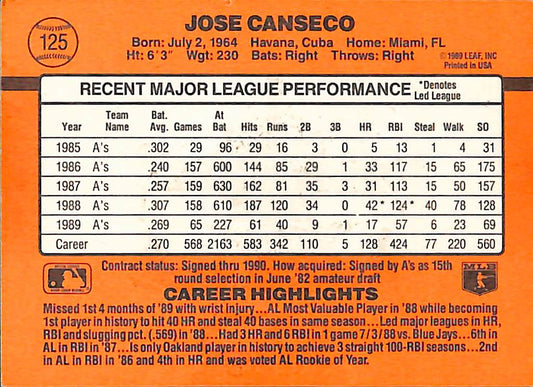 125
JOSE CANSECO
Born: July 2, 1964 Havana, Cuba Home: Miami, FL
Ht: 6'3" Wgt: 230 Bats: Right Throws: Right
©1989 LEAF, INC
Printed in USA
RECENT MAJOR LEAGUE PERFORMANCE *Denotes Led League
Year Team Name Bat. Avg. Games At Bat Hits Runs 2B 3B HR RBI Steal Walk SO
1985 A's .302 29 96 29 16 3 0 5 13 1 4 31
1986 A's .240 157 600 144 85 29 1 33 117 15 65 175
1987 A's .257 159 630 162 81 35 3 31 113 15 50 157
1988 A's .307 158 610 187 120 34 0 42* 124* 40 78 128
1989 A's .269 65 227 61 40 9 1 17 57 6 23 69
Career .270 568 2163 583 342 110 5 128 424 77 220 560
Contract status: Signed thru 1990. How acquired: Signed by A's as 15th
round selection in June '82 amateur draft
MLB
CAREER HIGHLIGHTS
Missed 1st 4 months of '89 with wrist injury...AL Most Valuable Player in '88 while becoming
1st player in history to hit 40 HR and steal 40 bases in same season...Led major leagues in HR,
RBI and slugging pct. (.569) in '88...Had 3 HR and 6 RBI in 1 game 7/3/88 vs. Blue Jays...6th in
AL in RBI in '87...Is only Oakland player in history to achieve 3 straight 100-RBI seasons...2nd
in AL in RBI in '86 and 4th in HR and was voted AL Rookie of Year.